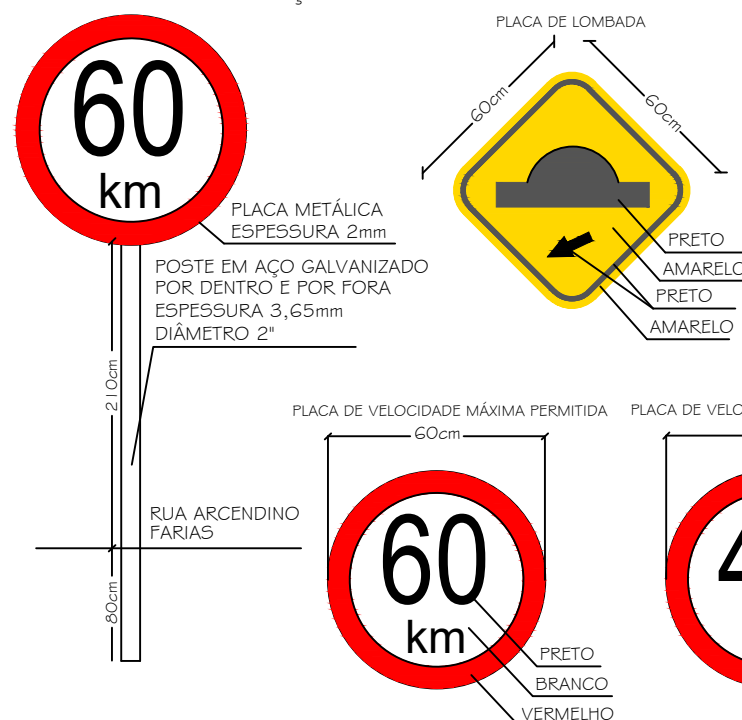 60
km
PLACA METÁLICA
ESPESSURA 2mm
POSTE EM AÇO GALVANIZADO
POR DENTRO E POR FORA
ESPESSURA 3,65mm
DIÂMETRO 2"
210cm
RUA ARCENDINO
FARIAS
80cm
PLACA DE LOMBADA
60cm
60cm
PRETO
AMARELO
PRETO
AMARELO
PLACA DE VELOCIDADE MÁXIMA PERMITIDA
60cm
60
km
PRETO
BRANCO
VERMELHO
PLACA DE VELO
4